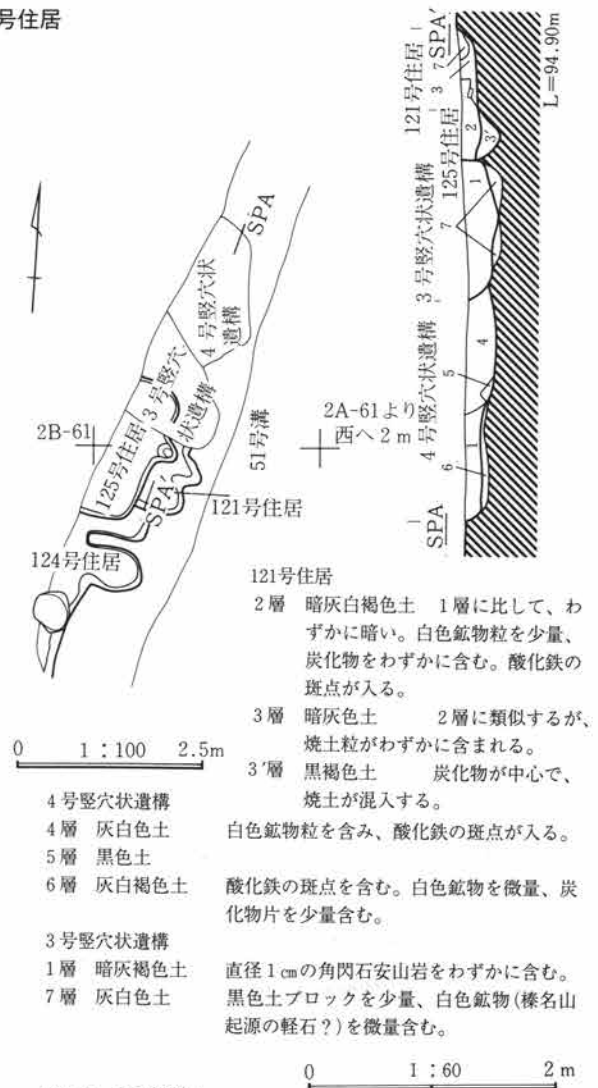 号住居
SPA
4号竪穴状
遺構
3号竪穴
状遺構
2B-61
125号住居
SPA′
51号溝
2A-61より
西へ2m
121号住居
124号住居
121号住居
SPA′
7
3
2
3′
125号住居
1
7
3号竪穴状遺構
4
5
4号竪穴状遺構
1
6
SPA
L=94.90m
121号住居
2層 暗灰白褐色土 1層に比して、わ
ずかに暗い。白色鉱物粒を少量、
炭化物をわずかに含む。酸化鉄の
斑点が入る。
3層 暗灰色土 2層に類似するが、
焼土粒がわずかに含まれる。
3′層 黒褐色土 炭化物が中心で、
焼土が混入する。
0 1:100 2.5m
4号竪穴状遺構
4層 灰白色土 白色鉱物粒を含み、酸化鉄の斑点が入る。
5層 黒色土
6層 灰白褐色土 酸化鉄の斑点を含む。白色鉱物を微量、炭
化物片を少量含む。
3号竪穴状遺構
1層 暗灰褐色土 直径1㎝の角閃石安山岩をわずかに含む。
7層 灰白色土 黒色土ブロックを少量、白色鉱物(榛名山
起源の軽石?)を微量含む。
0 1:60 2m